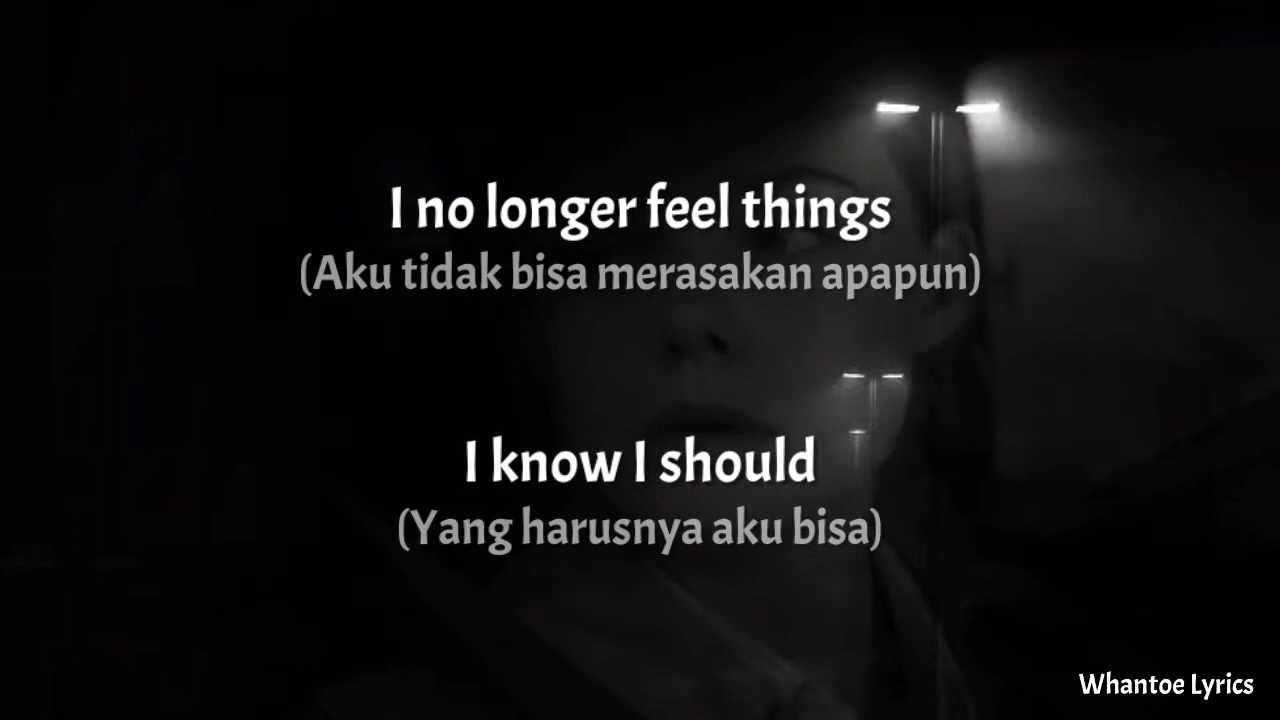 I no longer feel things
(Aku tidak bisa merasakan apapun)
I know I should
(Yang harusnya aku bisa)
Whantoe Lyrics